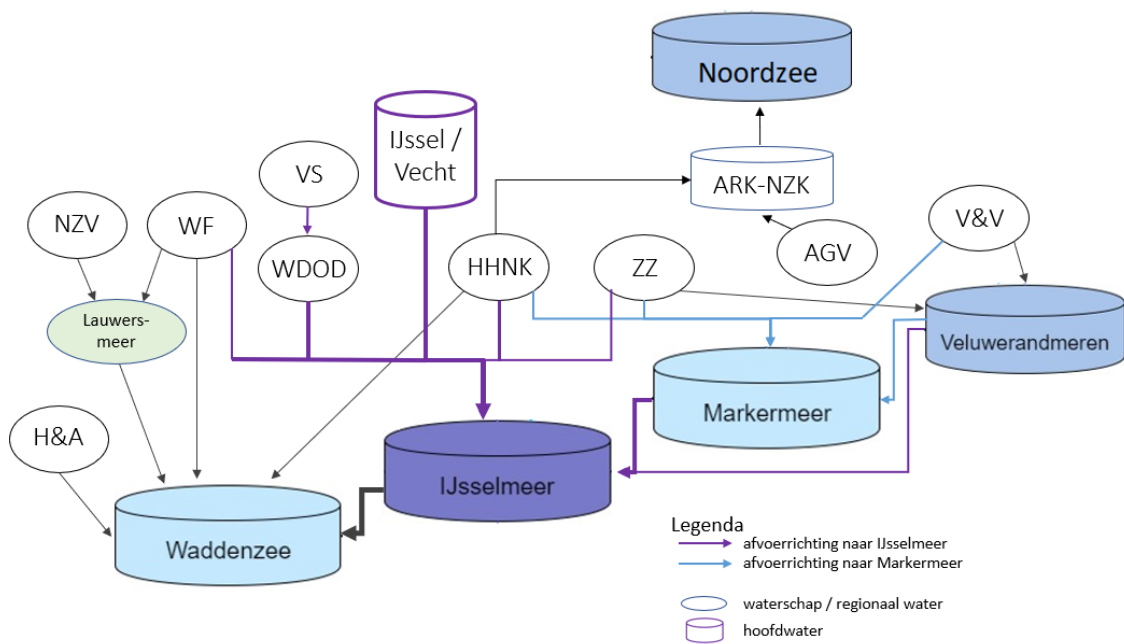 Noordzee
IJssel /
Vecht
VS
ARK-NZK
NZV
WF
V&V
WDOD
HHNK
ZZ
AGV
Lauwers-
meer
Veluwerandmeren
Markermeer
H&A
IJsselmeer
Waddenzee
Legenda
afvoerrichting naar IJsselmeer
afvoerrichting naar Markermeer
waterschap / regionaal water
hoofdwater